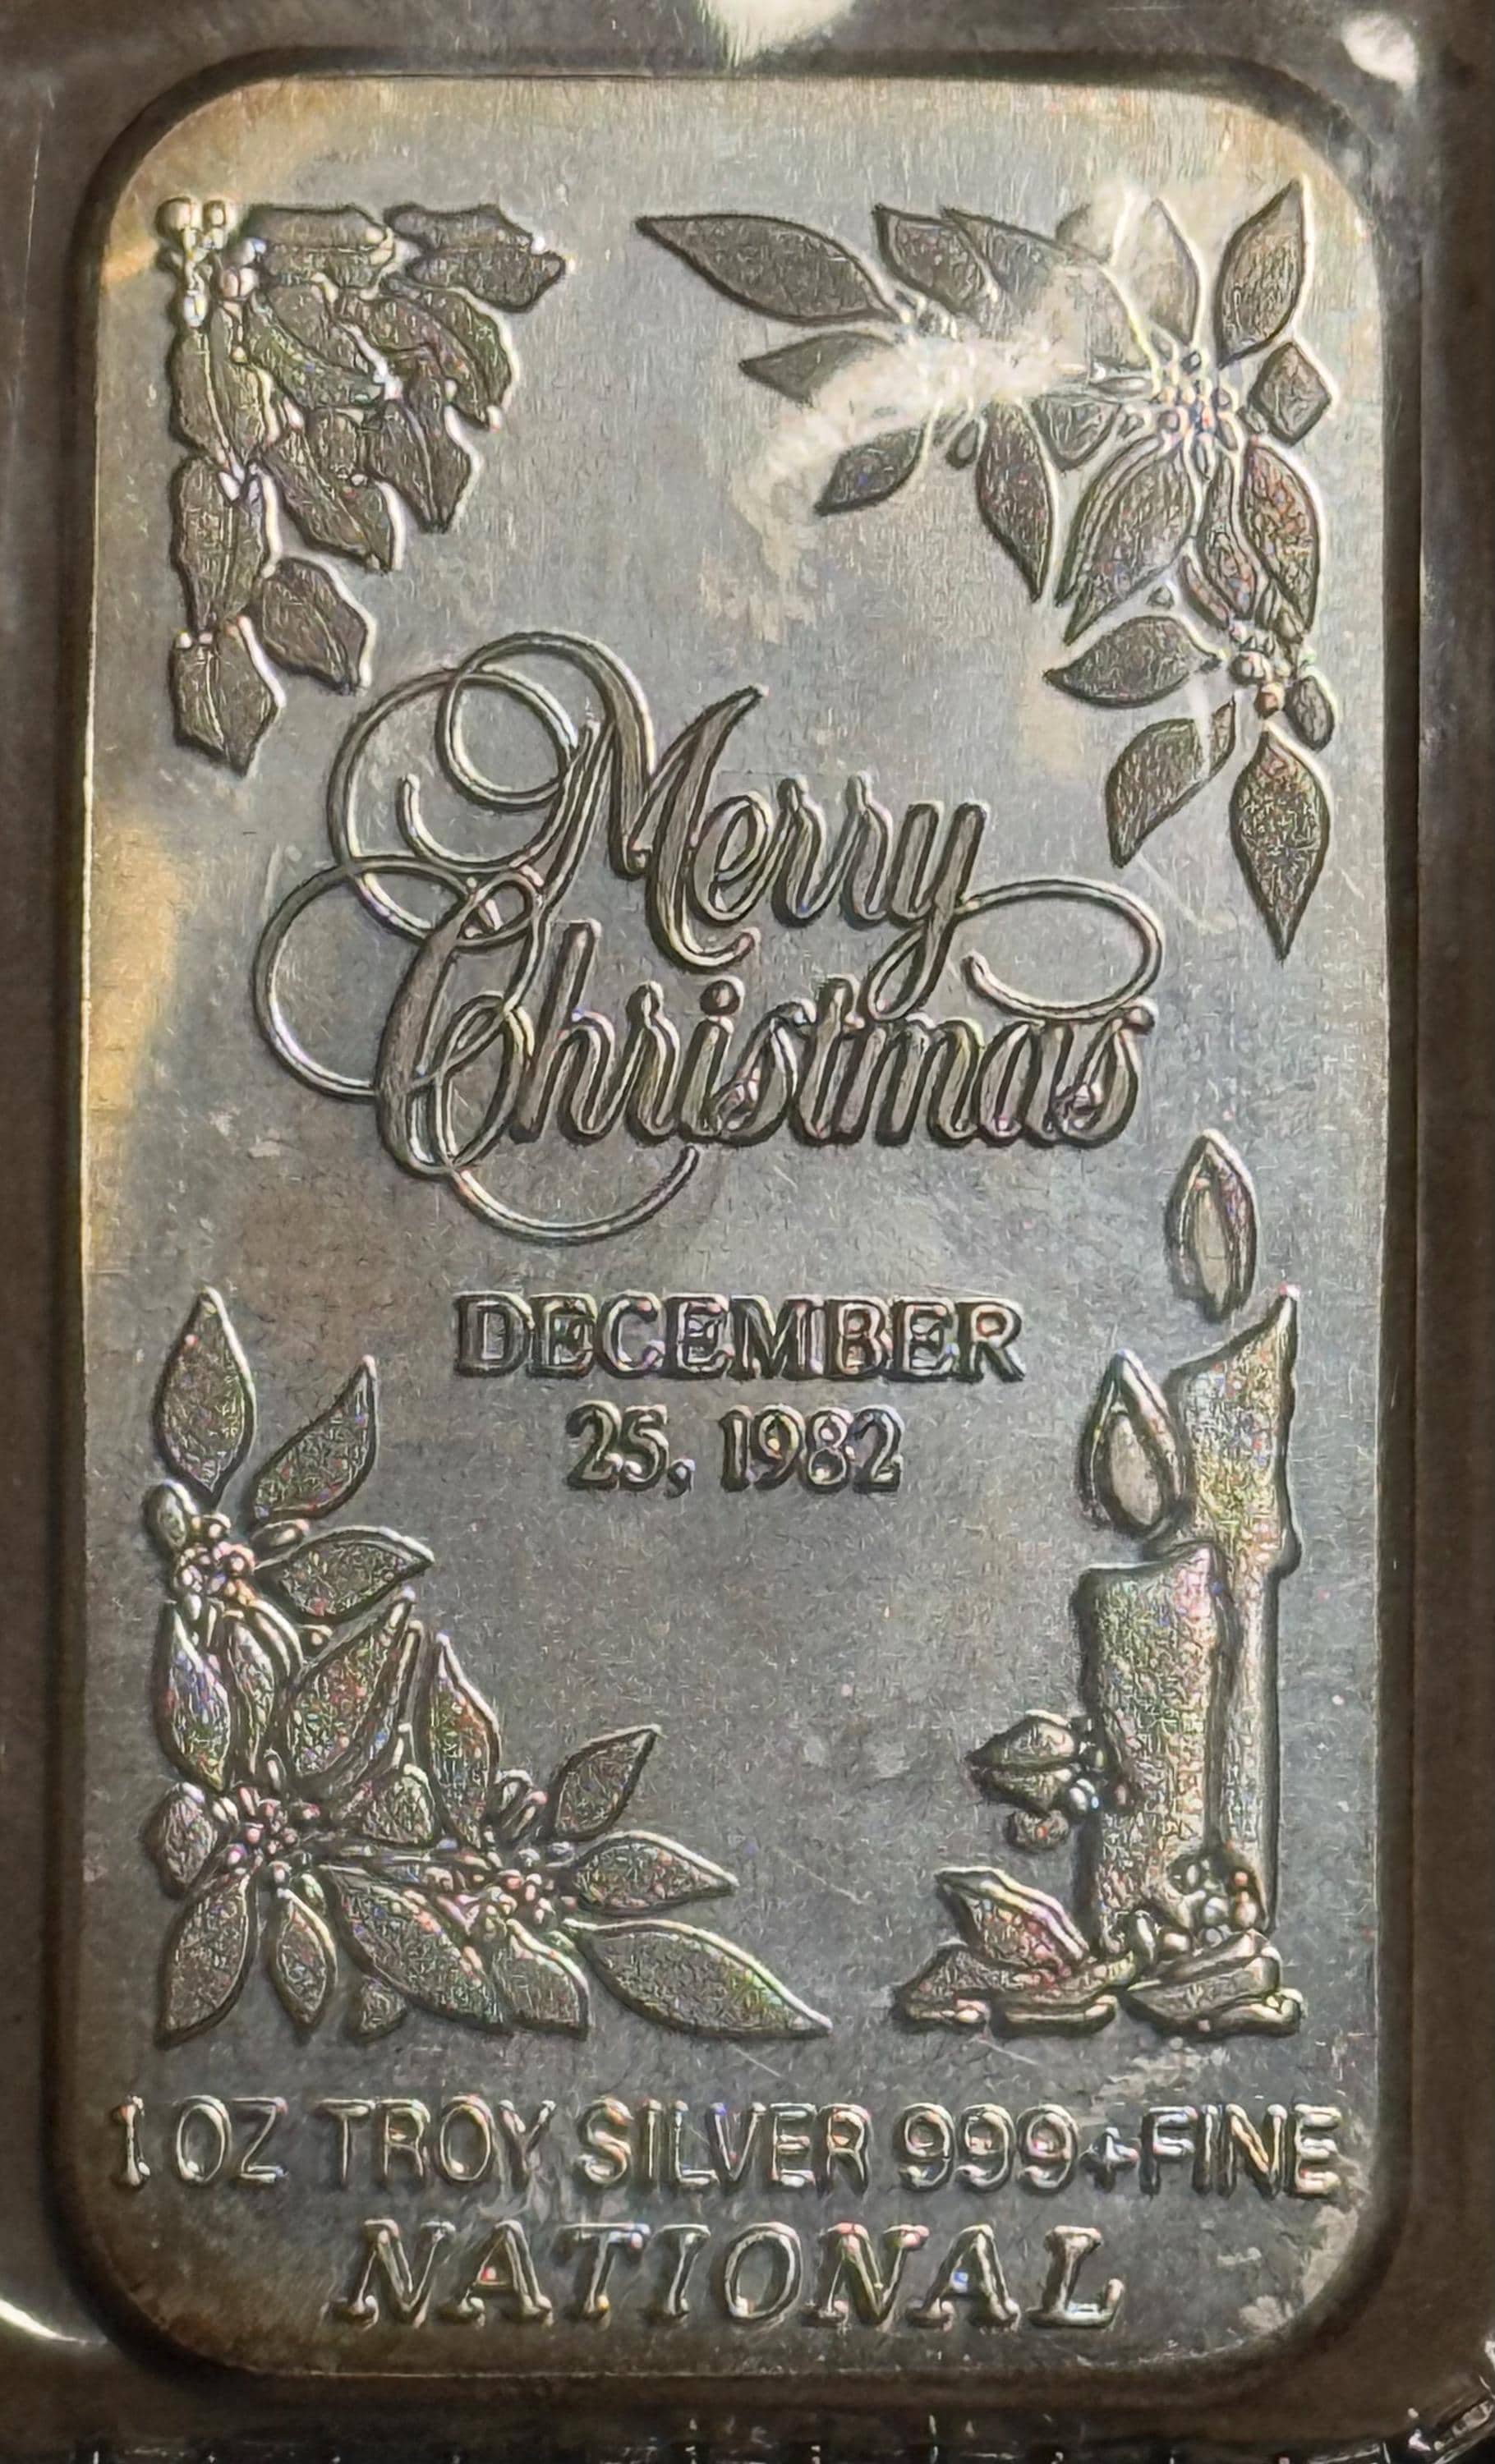 Merry
Christmas
DECEMBER
25, 1982
1 OZ TROY SILVER 999+FINE
NATIONAL